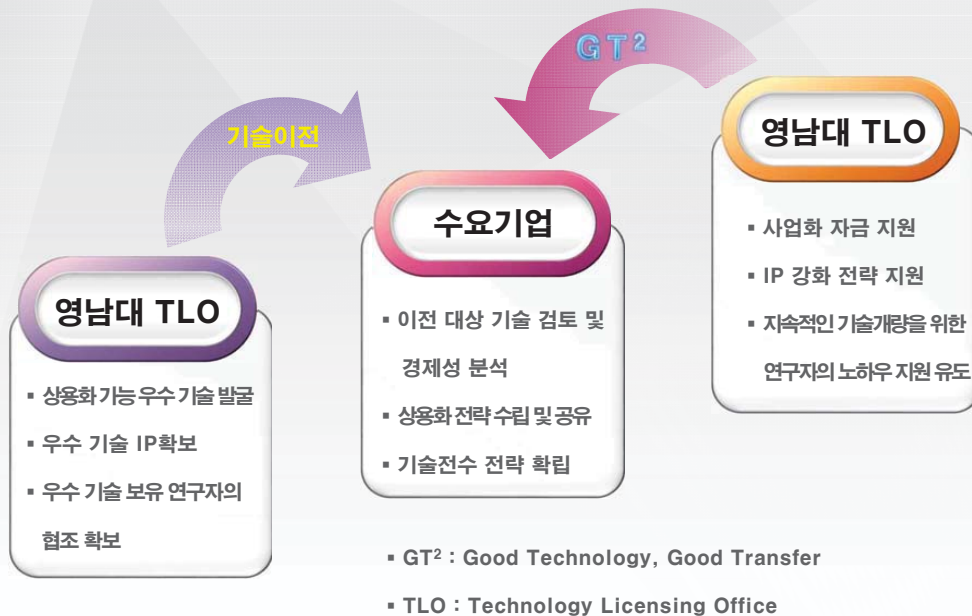 GT²
기술이전
영남대 TLO
▪ 상용화 가능 우수 기술 발굴
▪ 우수 기술 IP확보
▪ 우수 기술 보유 연구자의
협조 확보
수요기업
▪ 이전 대상 기술 검토 및
경제성 분석
▪ 상용화 전략 수립 및 공유
▪ 기술전수 전략 확립
영남대 TLO
▪ 사업화 자금 지원
▪ IP 강화 전략 지원
▪ 지속적인 기술개량을 위한
연구자의 노하우 지원 유도
▪ GT² : Good Technology, Good Transfer
▪ TLO : Technology Licensing Office